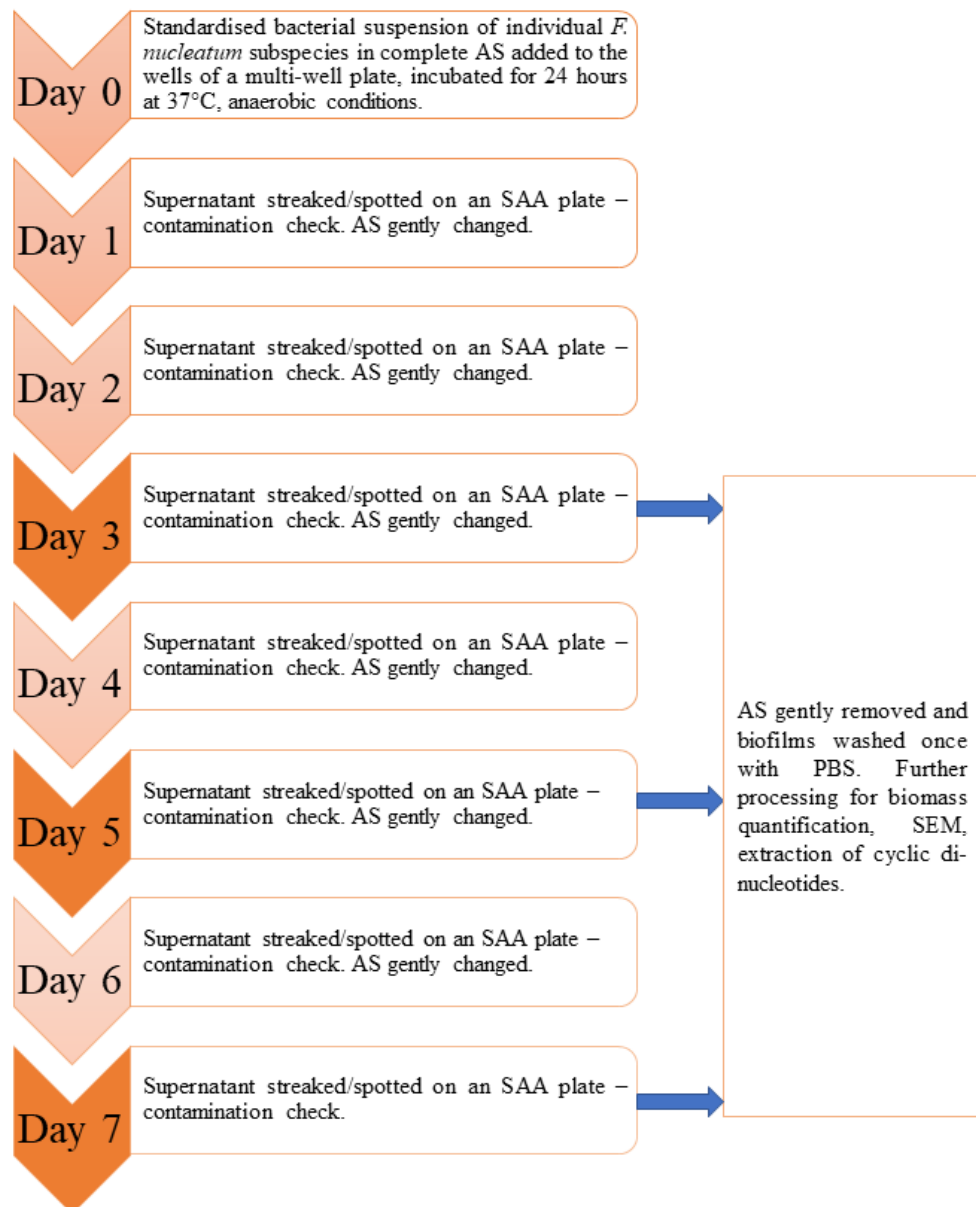 Day 0
Standardised bacterial suspension of individual F.
nucleatum subspecies in complete AS added to the
wells of a multi-well plate, incubated for 24 hours
at 37°C, anaerobic conditions.
Day 1
Supernatant streaked/spotted on an SAA plate –
contamination check. AS gently changed.
Day 2
Supernatant streaked/spotted on an SAA plate –
contamination check. AS gently changed.
Day 3
Supernatant streaked/spotted on an SAA plate –
contamination check. AS gently changed.
Day 4
Supernatant streaked/spotted on an SAA plate –
contamination check. AS gently changed.
Day 5
Supernatant streaked/spotted on an SAA plate –
contamination check. AS gently changed.
Day 6
Supernatant streaked/spotted on an SAA plate –
contamination check. AS gently changed.
Day 7
Supernatant streaked/spotted on an SAA plate –
contamination check.
AS gently removed and
biofilms washed once
with PBS. Further
processing for biomass
quantification, SEM,
extraction of cyclic di-
nucleotides.